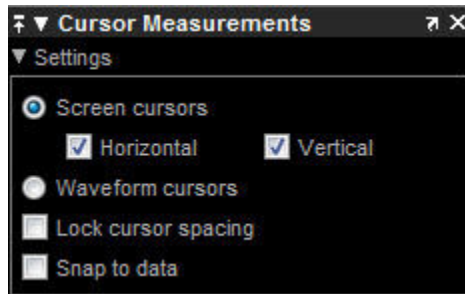 Cursor Measurements
Settings
Screen cursors
Horizontal Vertical
Waveform cursors
Lock cursor spacing
Snap to data